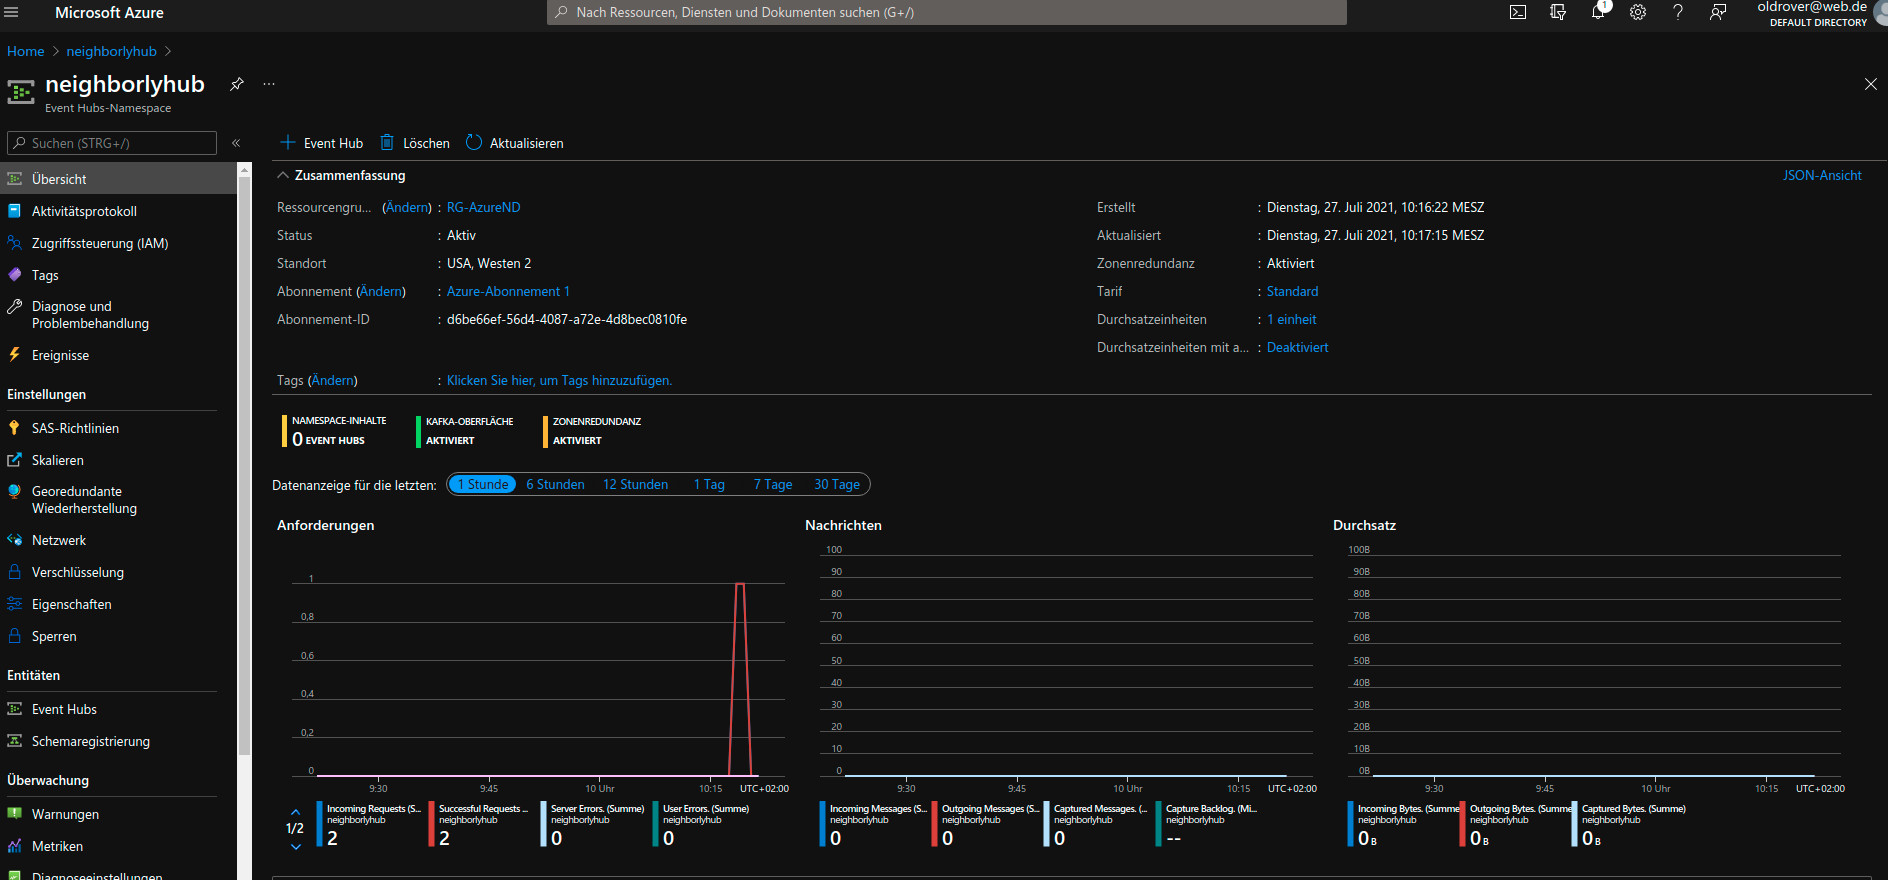 Microsoft Azure
Nach Ressourcen, Diensten und Dokumenten suchen (G+/)
1
oldrover@web.de
DEFAULT DIRECTORY
Home > neighborlyhub >
neighborlyhub
...
Event Hubs-Namespace
Suchen (STRG+/)
«
Übersicht
Aktivitätsprotokoll
Zugriffssteuerung (IAM)
Tags
Diagnose und
Problembehandlung
Ereignisse
Einstellungen
SAS-Richtlinien
Skalieren
Georedundante
Wiederherstellung
Netzwerk
Verschlüsselung
Eigenschaften
Sperren
Entitäten
Event Hubs
Schemaregistrierung
Überwachung
Warnungen
Metriken
Diagnoseeinstellungen
Event Hub
Löschen
Aktualisieren
Zusammenfassung
JSON-Ansicht
Ressourcengru... (Ändern) : RG-AzureND
Status : Aktiv
Standort : USA, Westen 2
Abonnement (Ändern) : Azure-Abonnement 1
Abonnement-ID : d6be66ef-56d4-4087-a72e-4d8bec0810fe
Erstellt : Dienstag, 27. Juli 2021, 10:16:22 MESZ
Aktualisiert : Dienstag, 27. Juli 2021, 10:17:15 MESZ
Zonenredundanz : Aktiviert
Tarif : Standard
Durchsatzeinheiten : 1 einheit
Durchsatzeinheiten mit a... : Deaktiviert
Tags (Ändern) : Klicken Sie hier, um Tags hinzuzufügen.
NAMESPACE-INHALTE
0 EVENT HUBS
KAFKA-OBERFLÄCHE
AKTIVIERT
ZONENREDUNDANZ
AKTIVIERT
Datenanzeige für die letzten: 1 Stunde 6 Stunden 12 Stunden 1 Tag 7 Tage 30 Tage
Anforderungen
1
0,8
0,6
0,4
0,2
0
9:30 9:45 10 Uhr 10:15 UTC+02:00
1/2
Incoming Requests (S...
neighborlyhub
2
Successful Requests ...
neighborlyhub
2
Server Errors. (Summe)
neighborlyhub
0
User Errors. (Summe)
neighborlyhub
0
Nachrichten
100
90
80
70
60
50
40
30
20
10
0
9:30 9:45 10 Uhr 10:15 UTC+02:00
Incoming Messages (S...
neighborlyhub
0
Outgoing Messages (S...
neighborlyhub
0
Captured Messages. (...
neighborlyhub
0
Capture Backlog. (Mi...
neighborlyhub
--
Durchsatz
100B
90B
80B
70B
60B
50B
40B
30B
20B
10B
0B
9:30 9:45 10 Uhr 10:15 UTC+02:00
Incoming Bytes. (Summe
neighborlyhub
0 B
Outgoing Bytes. (Summe
neighborlyhub
0 B
Captured Bytes. (Summe)
neighborlyhub
0 B